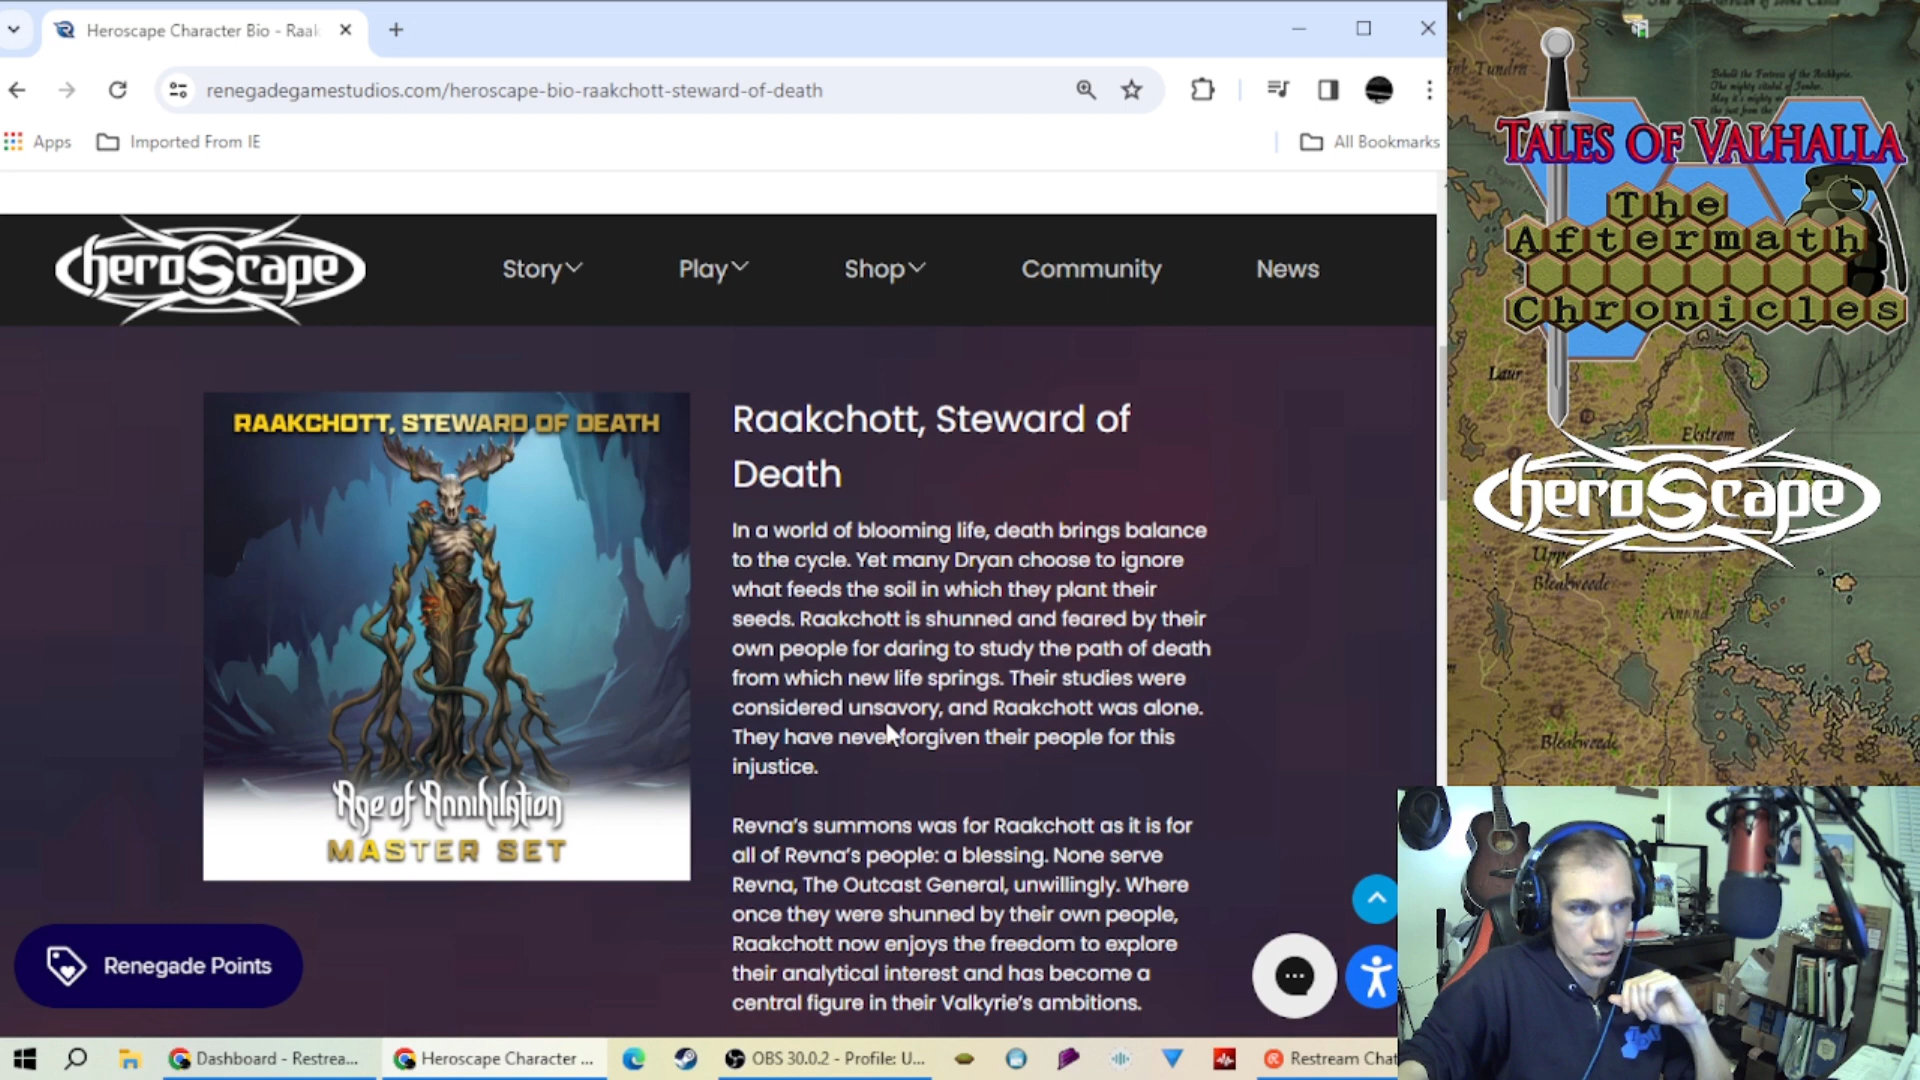 Heroscape Character Bio - Raak
renegadegamestudios.com/heroscape-bio-raakchott-steward-of-death
Apps
Imported From IE
All Bookmarks
heroScape
Story
Play
Shop
Community
News
RAAKCHOTT, STEWARD OF DEATH
Age of Annihilation
MASTER SET
Raakchott, Steward of
Death
In a world of blooming life, death brings balance
to the cycle. Yet many Dryan choose to ignore
what feeds the soil in which they plant their
seeds. Raakchott is shunned and feared by their
own people for daring to study the path of death
from which new life springs. Their studies were
considered unsavory, and Raakchott was alone.
They have never forgiven their people for this
injustice.
Revna's summons was for Raakchott as it is for
all of Revna's people: a blessing. None serve
Revna, The Outcast General, unwillingly. Where
once they were shunned by their own people,
Raakchott now enjoys the freedom to explore
their analytical interest and has become a
central figure in their Valkyrie's ambitions.
Renegade Points
Dashboard - Restrea...
Heroscape Character ...
OBS 30.0.2 - Profile: U...
Restream Chat
TALES OF VALHALLA
The
Aftermath
Chronicles
Laur
Ekstrom
heroScape
Upper
Bleakwoode
Anund
Bleakwoode